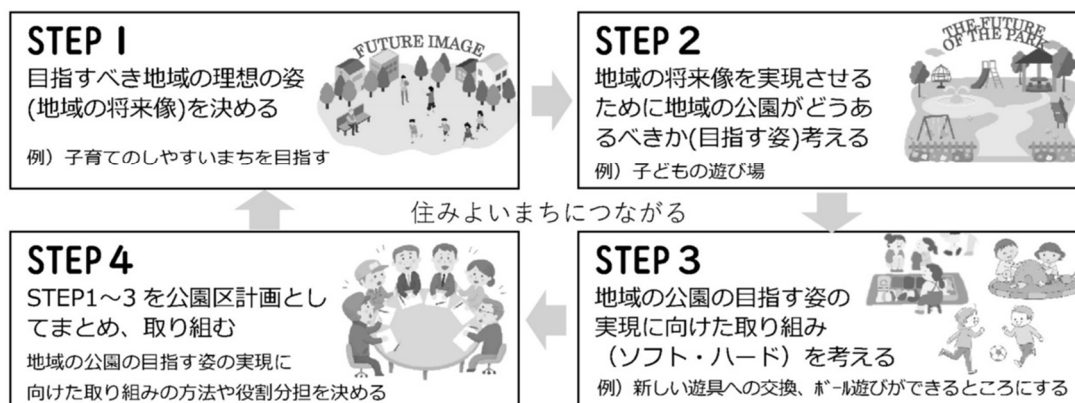 STEP 1
目指すべき地域の理想の姿
(地域の将来像)を決める
例）子育てのしやすいまちを目指す
FUTURE IMAGE
STEP 2
地域の将来像を実現させる
ために地域の公園がどうあ
るべきか(目指す姿)考える
例）子どもの遊び場
THE FUTURE
OF THE PARK
住みよいまちにつながる
STEP 3
地域の公園の目指す姿の
実現に向けた取り組み
（ソフト・ハード）を考える
例）新しい遊具への交換、ﾎﾞｰﾙ遊びができるところにする
STEP 4
STEP1～3 を公園区計画とし
てまとめ、取り組む
地域の公園の目指す姿の実現に
向けた取り組みの方法や役割分担を決める